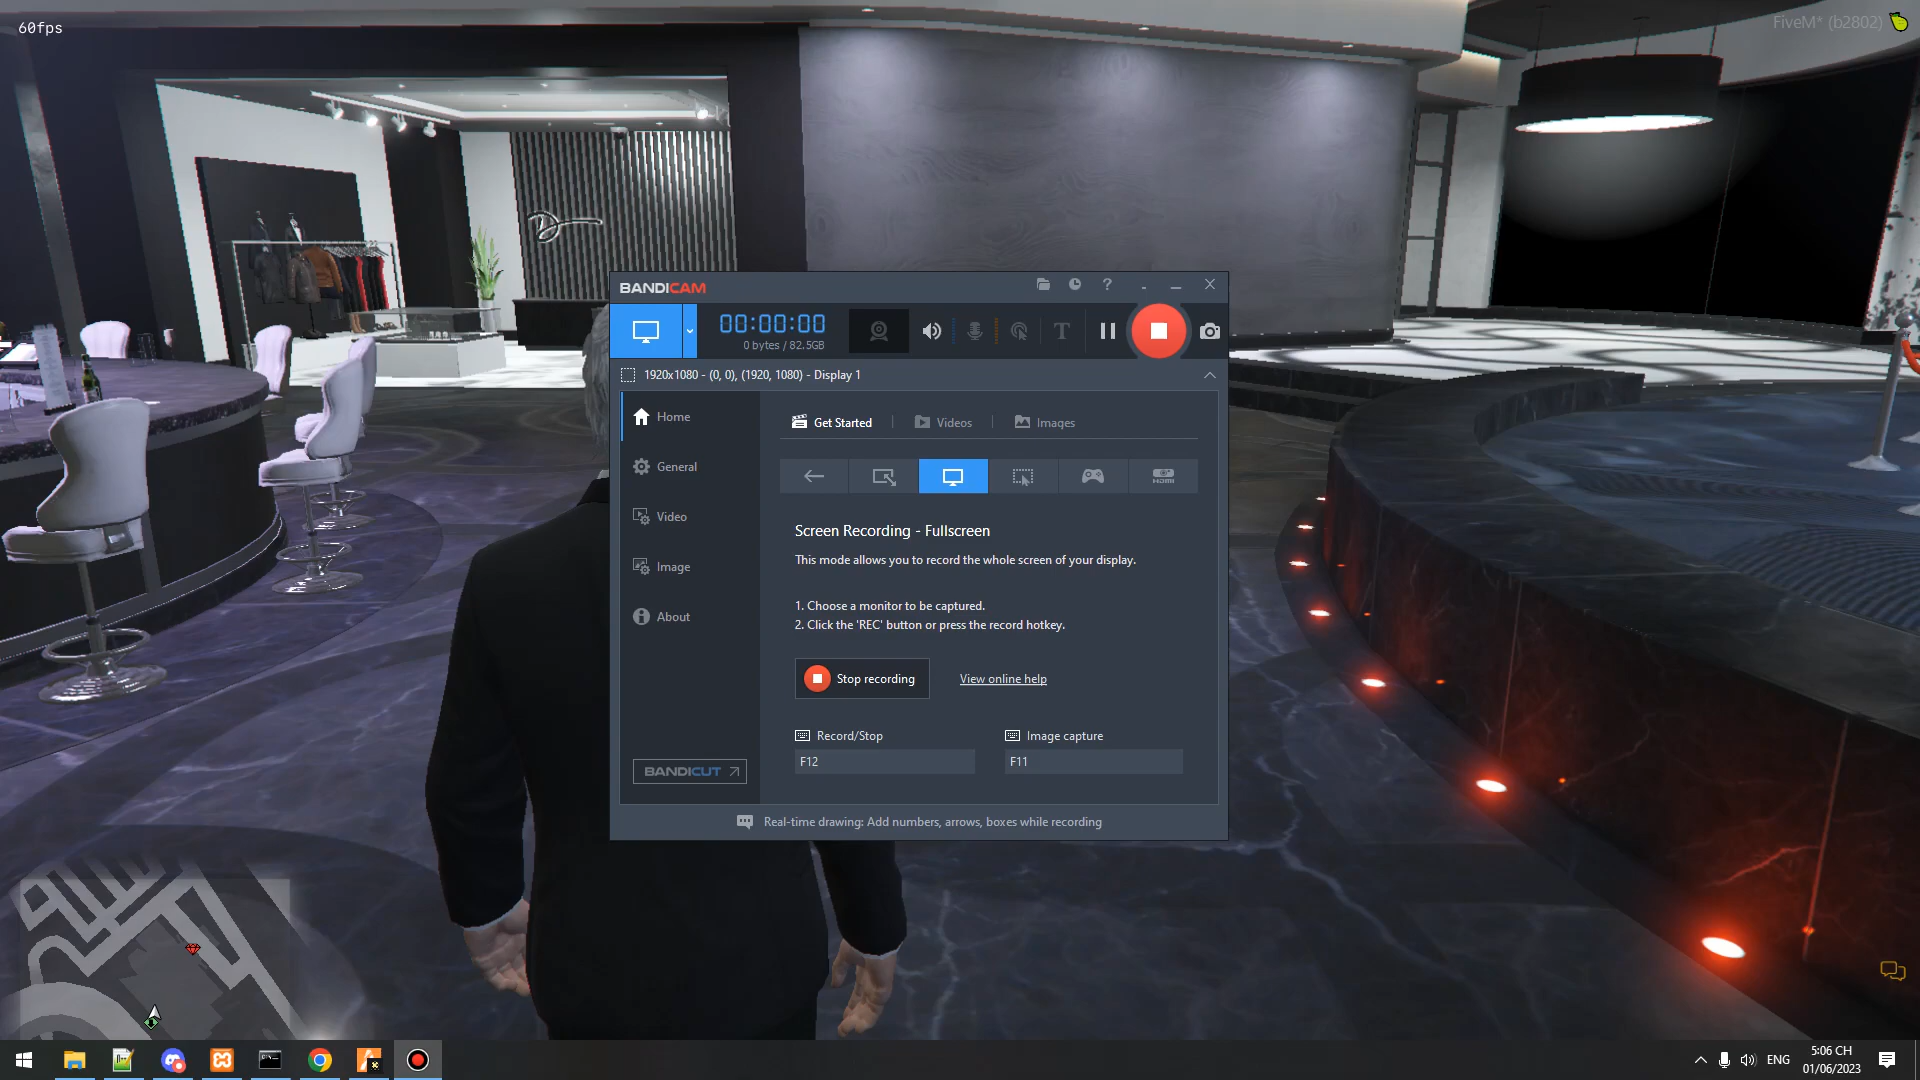 60fps
FiveM* (b2802)
BANDICAM
?
00:00:00
0 bytes / 82.5GB
T
1920x1080 - (0, 0), (1920, 1080) - Display 1
Home
General
Video
Image
About
BANDICUT
Get Started
Videos
Images
HDMI
Screen Recording - Fullscreen
This mode allows you to record the whole screen of your display.
1. Choose a monitor to be captured.
2. Click the 'REC' button or press the record hotkey.
Stop recording
View online help
Record/Stop
Image capture
F12
F11
Real-time drawing: Add numbers, arrows, boxes while recording
ENG
5:06 CH
01/06/2023